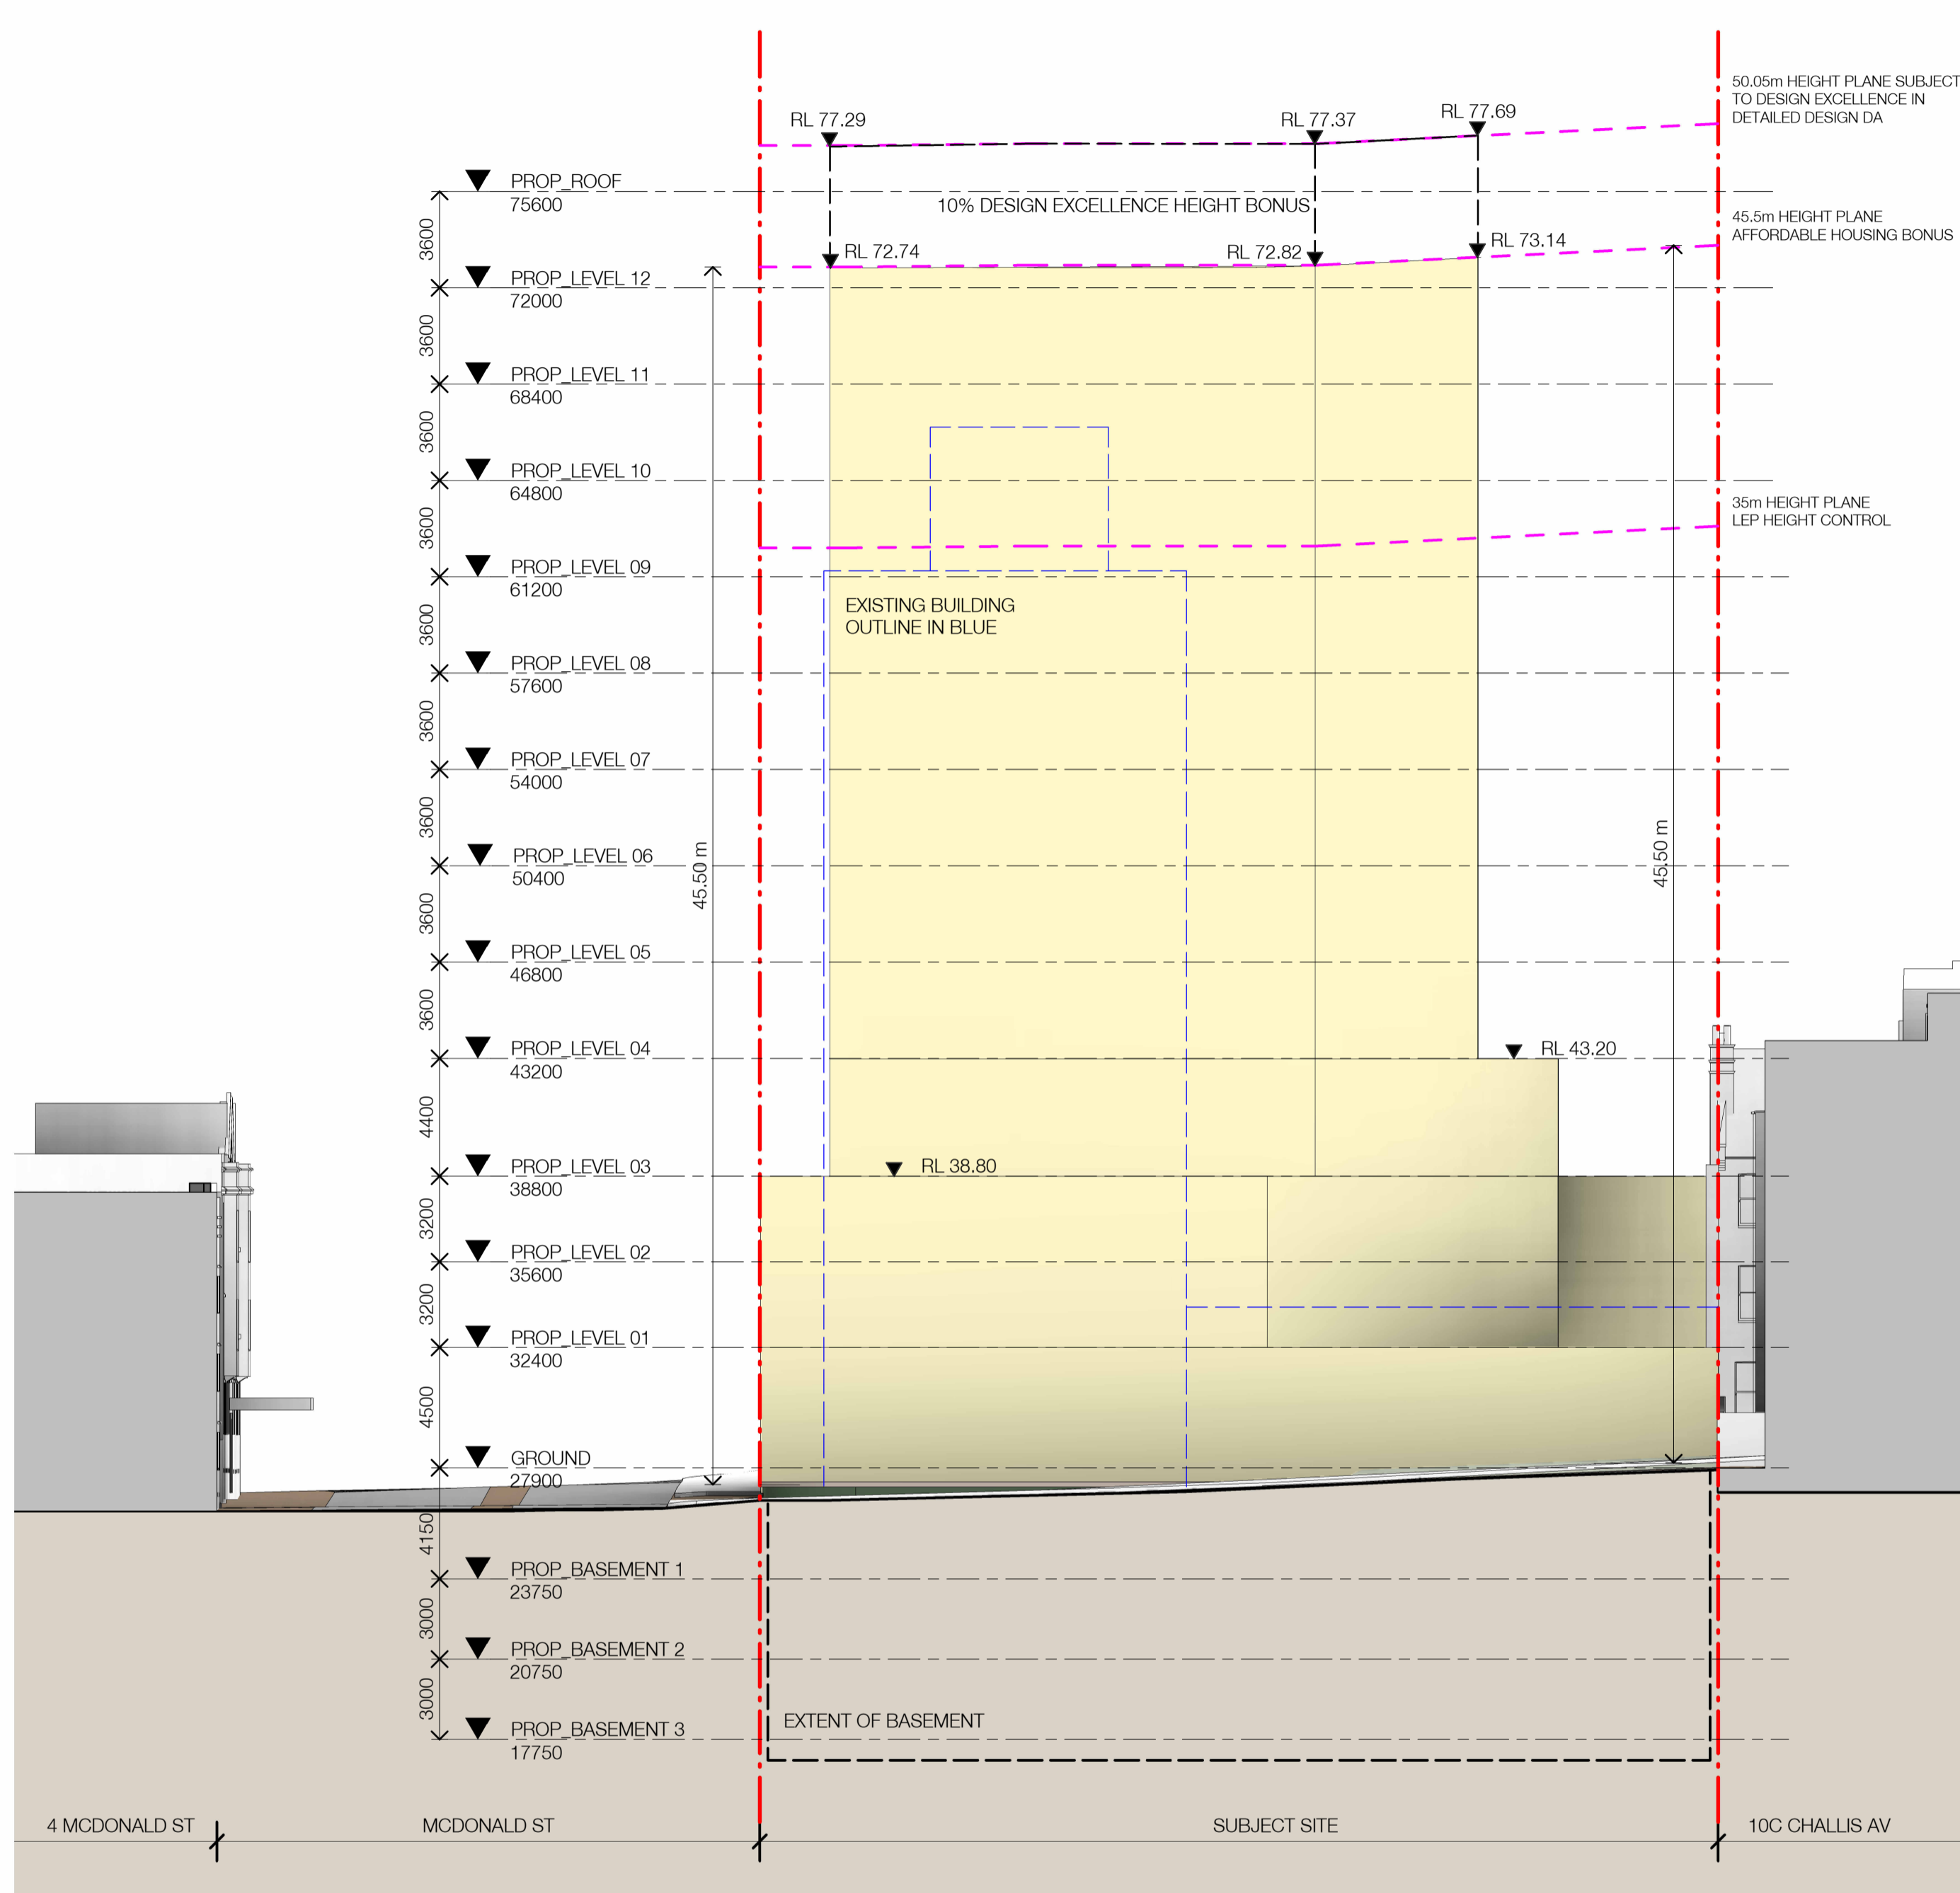 50.05m HEIGHT PLANE SUBJECT
TO DESIGN EXCELLENCE IN
DETAILED DESIGN DA
RL 77.29
RL 77.37
RL 77.69
PROP_ROOF
75600
3600
10% DESIGN EXCELLENCE HEIGHT BONUS
45.5m HEIGHT PLANE
AFFORDABLE HOUSING BONUS
RL 72.74
RL 72.82
RL 73.14
PROP_LEVEL 12
72000
3600
PROP_LEVEL 11
68400
3600
PROP_LEVEL 10
64800
3600
35m HEIGHT PLANE
LEP HEIGHT CONTROL
PROP_LEVEL 09
61200
3600
EXISTING BUILDING
OUTLINE IN BLUE
PROP_LEVEL 08
57600
3600
PROP_LEVEL 07
54000
3600
PROP_LEVEL 06
50400
3600
45.50 m
45.50 m
PROP_LEVEL 05
46800
3600
PROP_LEVEL 04
43200
RL 43.20
4400
PROP_LEVEL 03
38800
RL 38.80
3200
PROP_LEVEL 02
35600
3200
PROP_LEVEL 01
32400
4500
GROUND
27900
4150
PROP_BASEMENT 1
23750
3000
PROP_BASEMENT 2
20750
3000
PROP_BASEMENT 3
17750
EXTENT OF BASEMENT
4 MCDONALD ST
MCDONALD ST
SUBJECT SITE
10C CHALLIS AV